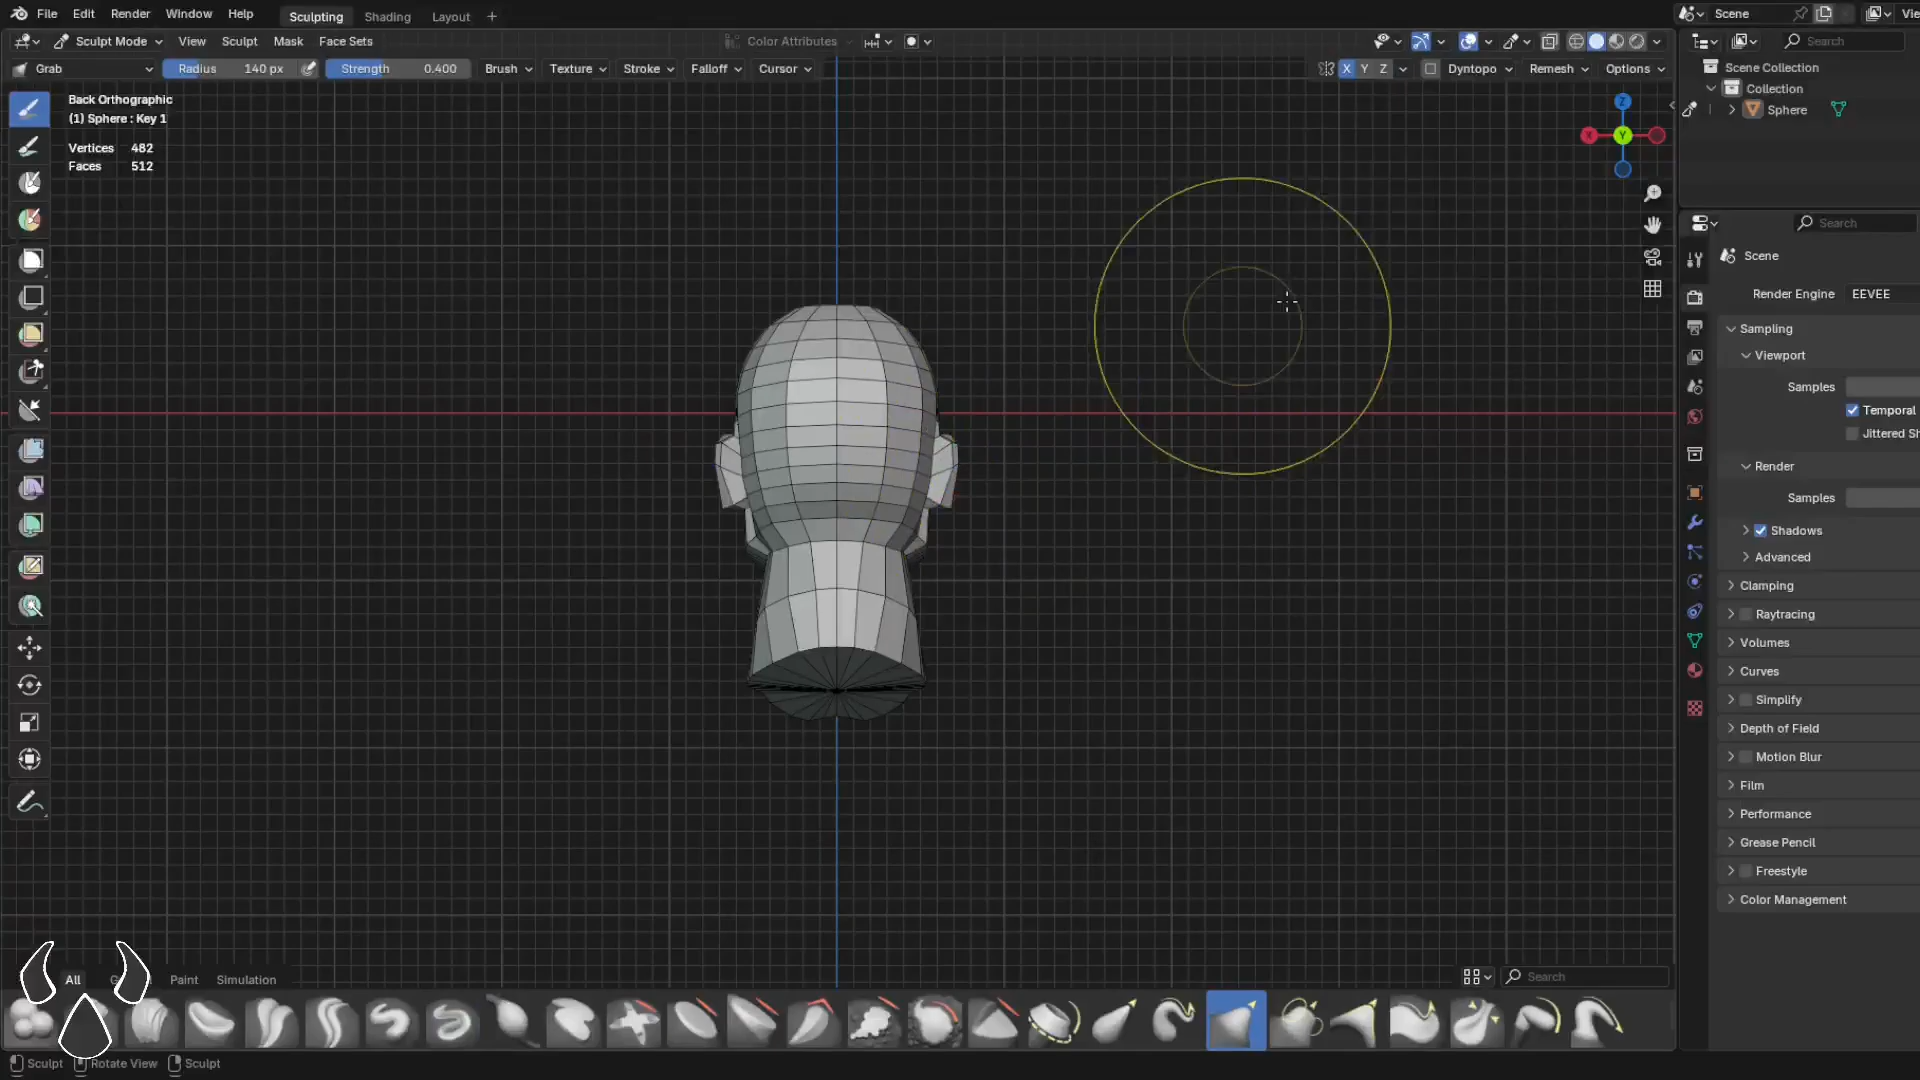 File Edit Render Window Help Sculpting Shading Layout + Scene
Sculpt Mode View Sculpt Mask Face Sets Color Attributes Search
Grab Radius 140 px Strength 0.400 Brush Texture Stroke Falloff Cursor X Y Z Dyntopo Remesh Options
Scene Collection
Collection
Sphere
Back Orthographic
(1) Sphere : Key 1
Vertices 482
Faces 512
Z
X Y
Search
Scene
Render Engine EEVEE
Sampling
Viewport
Samples
Temporal
Jittered Sh
Render
Samples
Shadows
Advanced
Clamping
Raytracing
Volumes
Curves
Simplify
Depth of Field
Motion Blur
Film
Performance
Grease Pencil
Freestyle
Color Management
All Paint Simulation Search
Sculpt Rotate View Sculpt